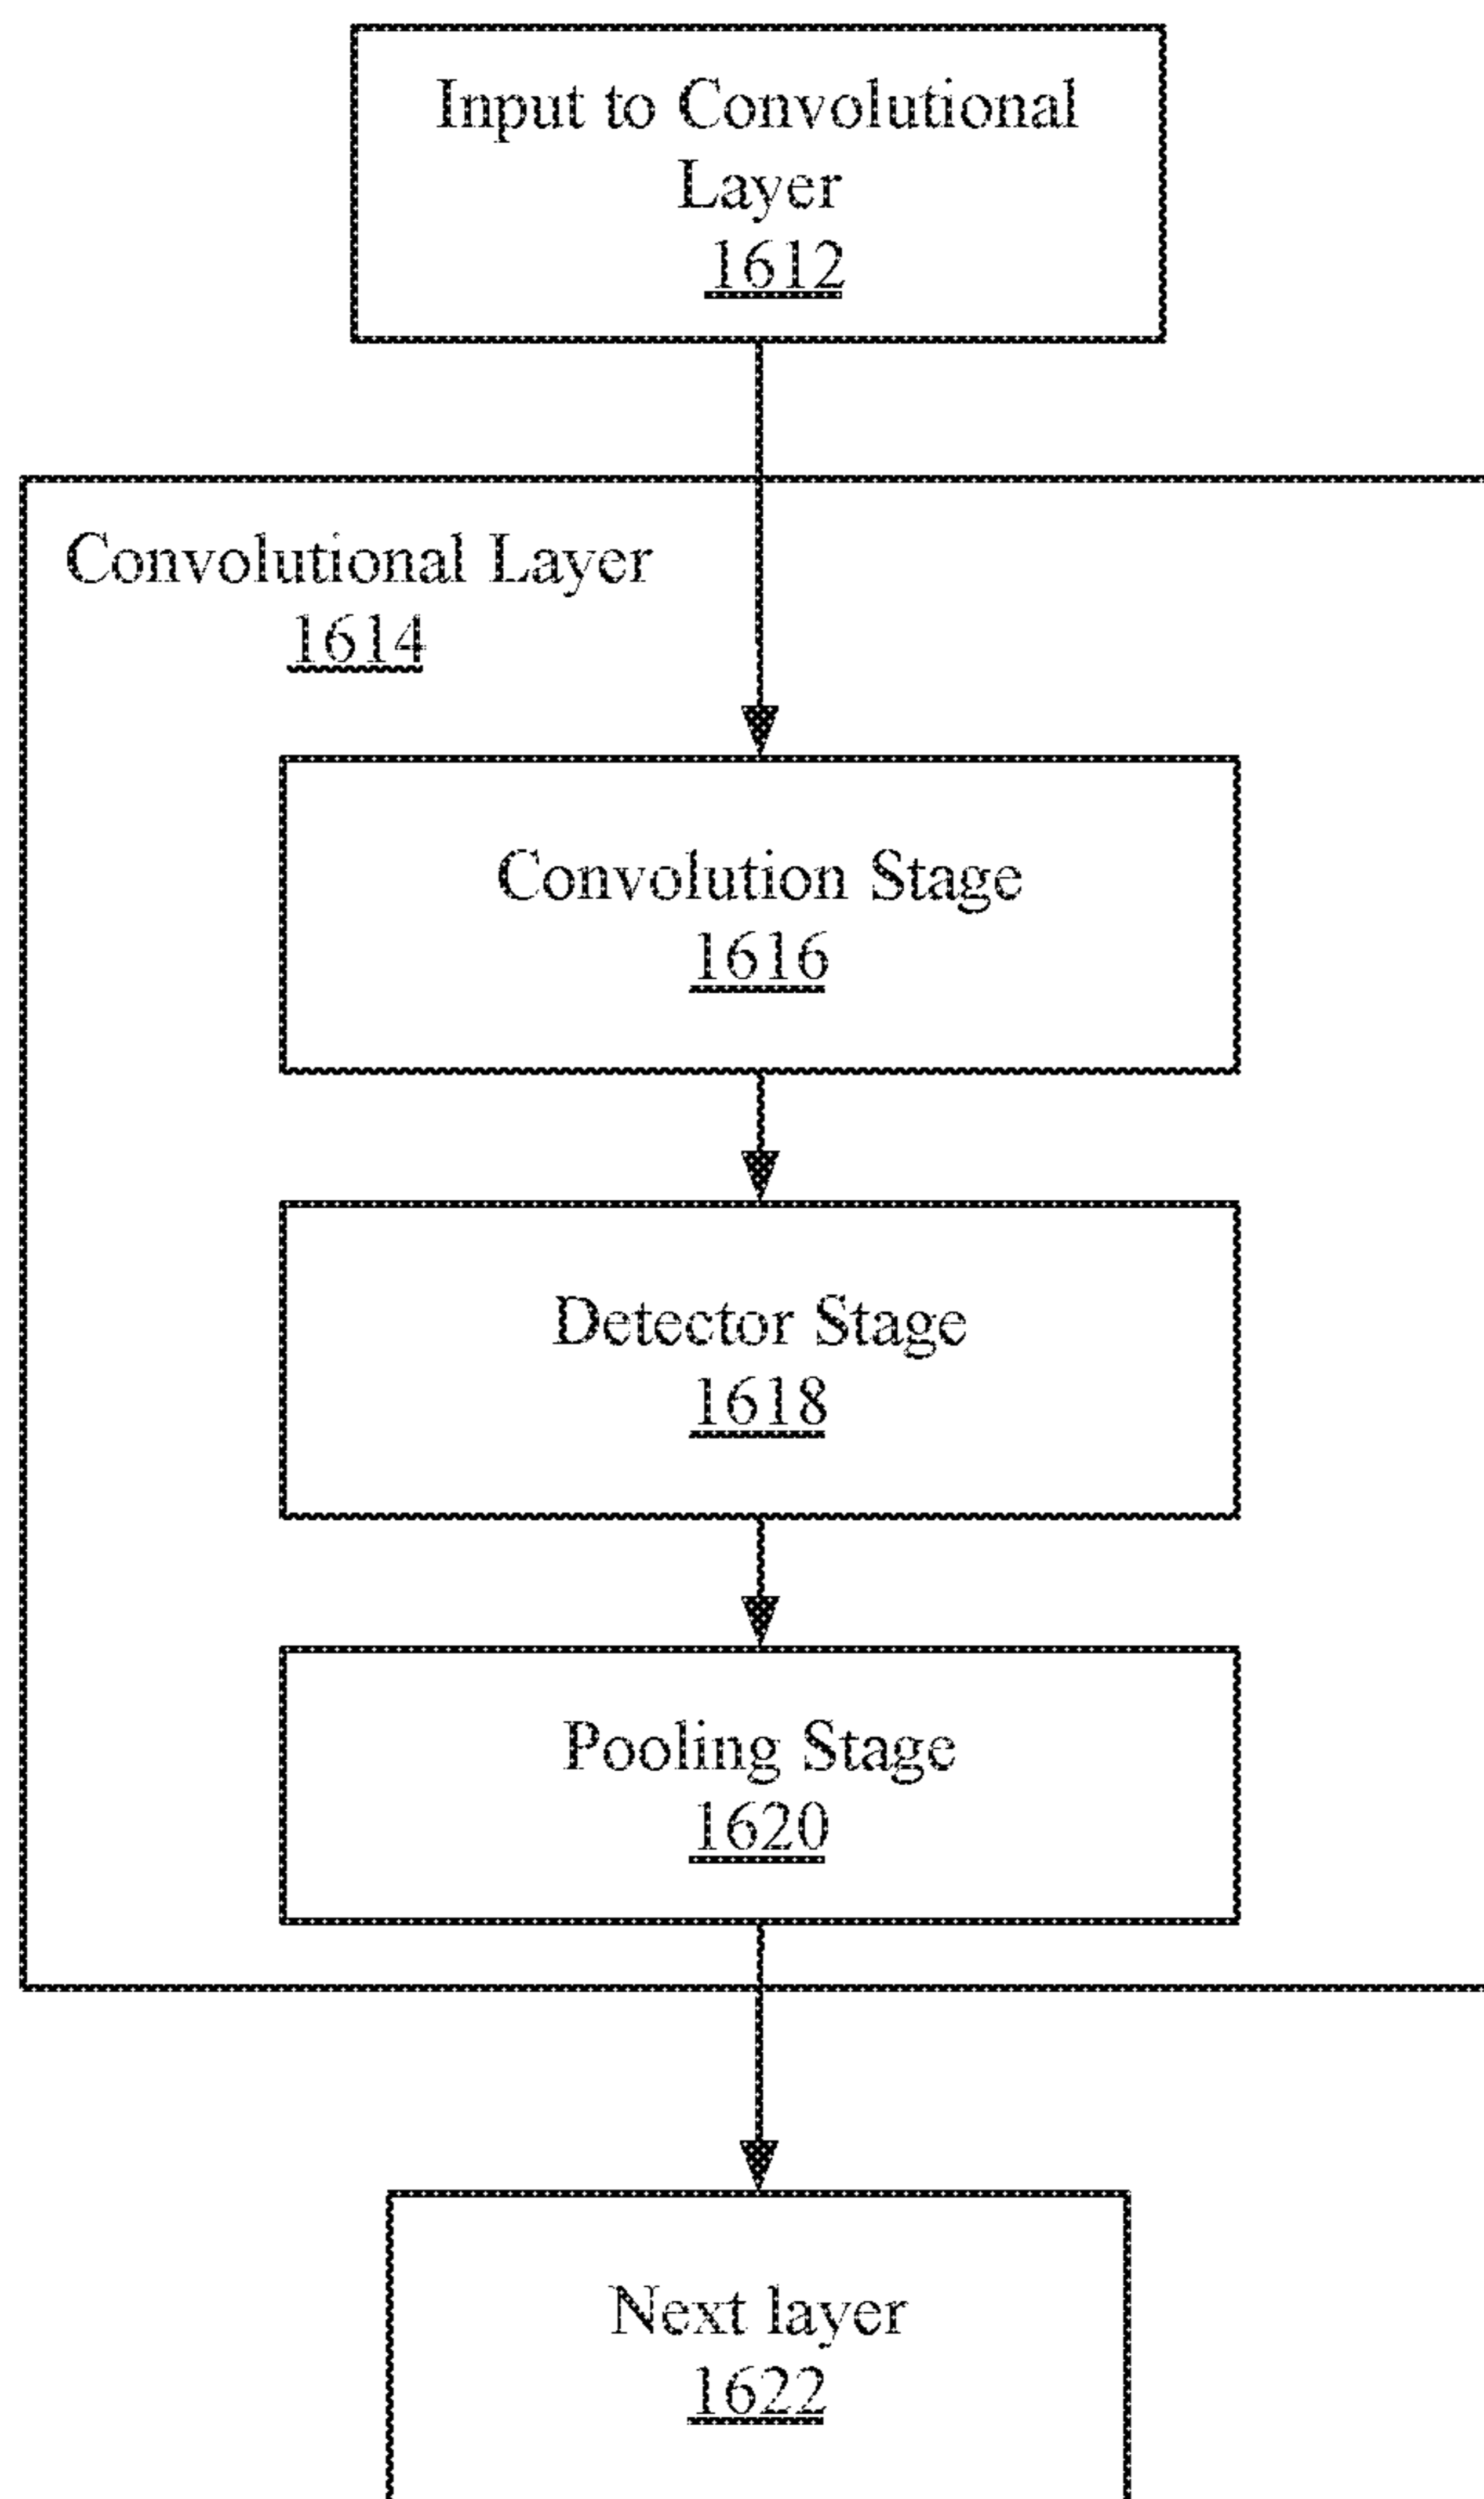 Input to Convolutional
Layer
1612
Convolutional Layer
1614
Convolution Stage
1616
Detector Stage
1618
Pooling Stage
1620
Next layer
1622